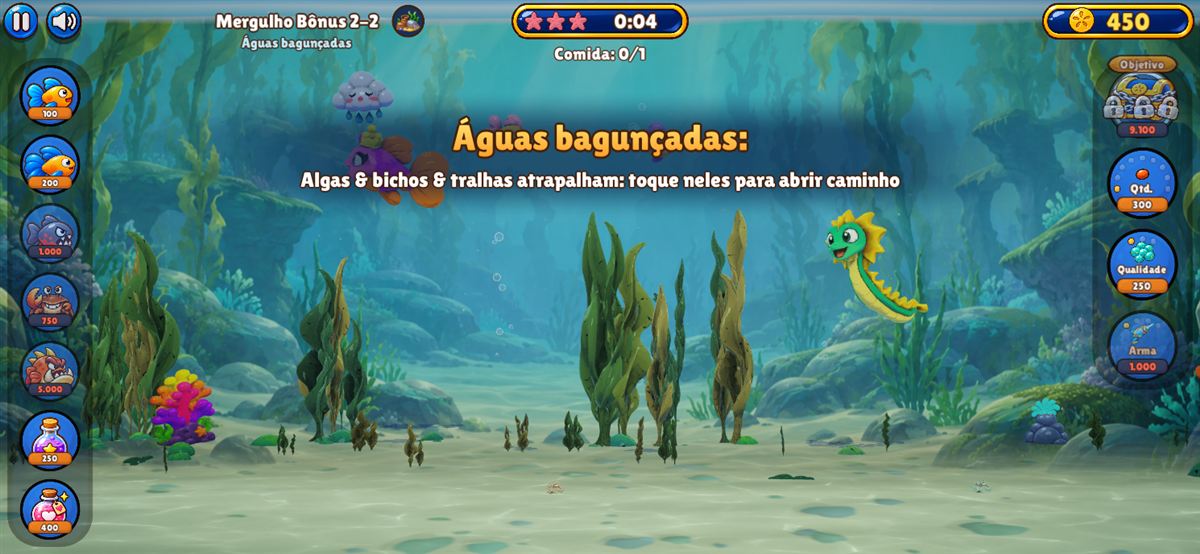 Mergulho Bônus 2-2
Águas bagunçadas
0:04
Comida: 0/1
450
Objetivo
9.100
100
200
1.000
750
5.000
250
400
Águas bagunçadas:
Algas & bichos & tralhas atrapalham: toque neles para abrir caminho
Qtd.
300
Qualidade
250
Arma
1.000